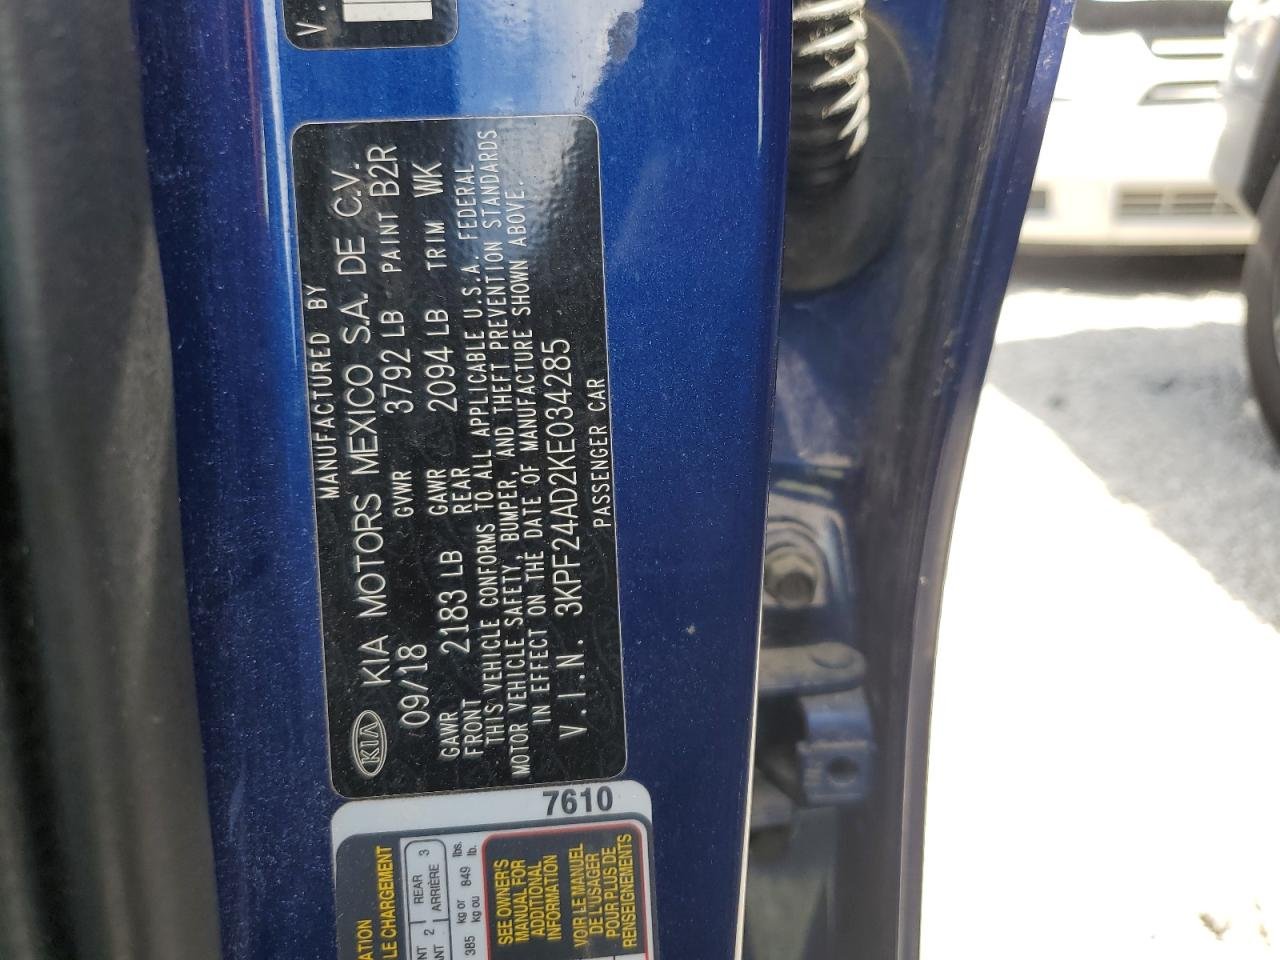 V.
MANUFACTURED BY
KIA KIA MOTORS MEXICO S.A. DE C.V.
09/18 GVWR 3792 LB PAINT B2R
GAWR FRONT 2183 LB GAWR REAR 2094 LB TRIM WK
THIS VEHICLE CONFORMS TO ALL APPLICABLE U.S.A. FEDERAL
MOTOR VEHICLE SAFETY, BUMPER, AND THEFT PREVENTION STANDARDS
IN EFFECT ON THE DATE OF MANUFACTURE SHOWN ABOVE.
V.I.N. 3KPF24AD2KE034285
PASSENGER CAR
7610
LE CHARGEMENT
2 REAR 3
ARRIÈRE
385 kg or 849 lbs.
kg ou lb.
SEE OWNER'S
MANUAL FOR
ADDITIONAL
INFORMATION
VOIR LE MANUEL
DE L'USAGER
POUR PLUS DE
RENSEIGNEMENTS